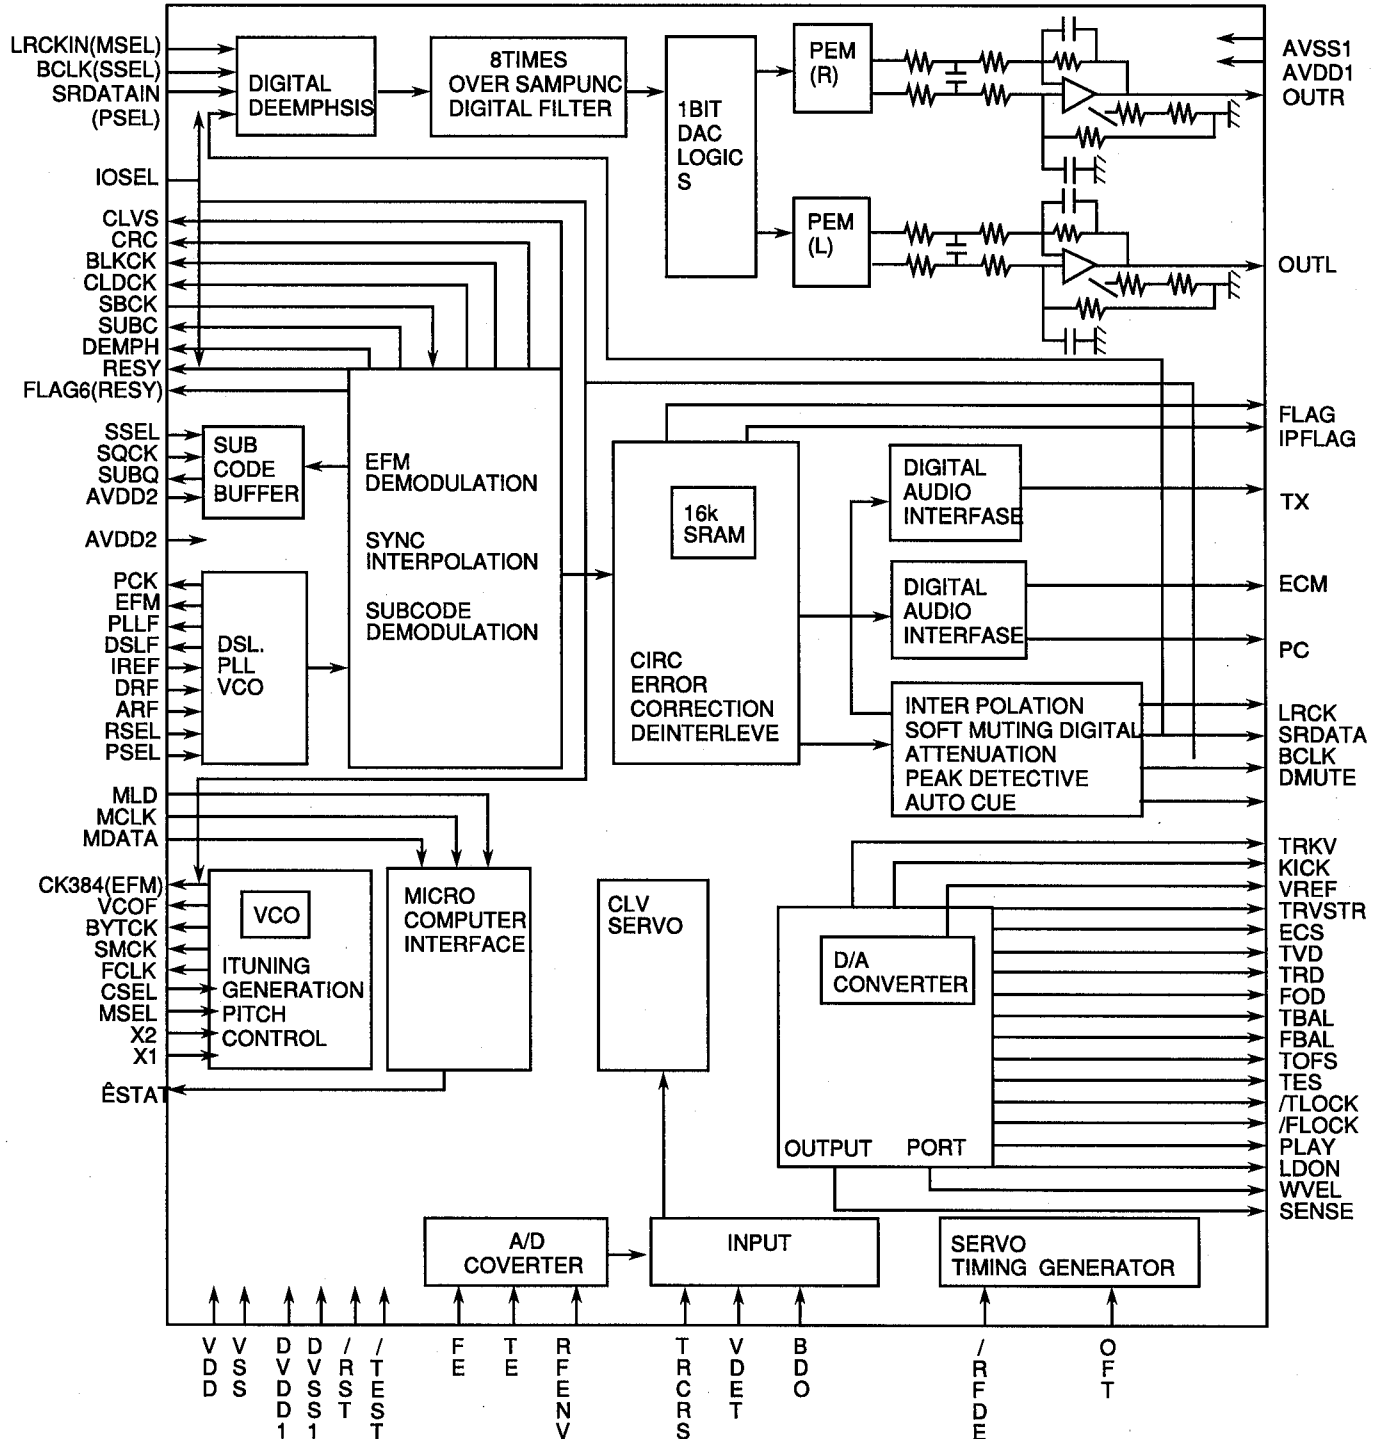 LRCKIN(MSEL)
BCLK(SSEL)
SRDATAIN
(PSEL)
IOSEL
CLVS
CRC
BLKCK
CLDCK
SBCK
SUBC
DEMPH
RESY
FLAG6(RESY)
SSEL
SQCK
SUBQ
AVDD2
AVDD2
PCK
EFM
PLLF
DSLF
IREF
DRF
ARF
RSEL
PSEL
MLD
MCLK
MDATA
CK384(EFM)
VCOF
BYTCK
SMCK
FCLK
CSEL
MSEL
X2
X1
ÊSTAT
DIGITAL
DEEMPHSIS
8TIMES
OVER SAMPUNC
DIGITAL FILTER
1BIT
DAC
LOGIC
S
PEM
(R)
PEM
(L)
SUB
CODE
BUFFER
DSL.
PLL
VCO
EFM
DEMODULATION
SYNC
INTERPOLATION
SUBCODE
DEMODULATION
16k
SRAM
CIRC
ERROR
CORRECTION
DEINTERLEVE
DIGITAL
AUDIO
INTERFASE
DIGITAL
AUDIO
INTERFASE
INTER POLATION
SOFT MUTING DIGITAL
ATTENUATION
PEAK DETECTIVE
AUTO CUE
VCO
ITUNING
GENERATION
PITCH
CONTROL
MICRO
COMPUTER
INTERFACE
CLV
SERVO
D/A
CONVERTER
OUTPUT PORT
A/D
COVERTER
INPUT
SERVO
TIMING GENERATOR
AVSS1
AVDD1
OUTR
OUTL
FLAG
IPFLAG
TX
ECM
PC
LRCK
SRDATA
BCLK
DMUTE
TRKV
KICK
VREF
TRVSTR
ECS
TVD
TRD
FOD
TBAL
FBAL
TOFS
TES
/TLOCK
/FLOCK
PLAY
LDON
WVEL
SENSE
VDD
VSS
DVDD1
DVSS1
/RST
/TEST
FE
TE
RFENV
TRCRS
VDET
BDO
/RFDE
OFT